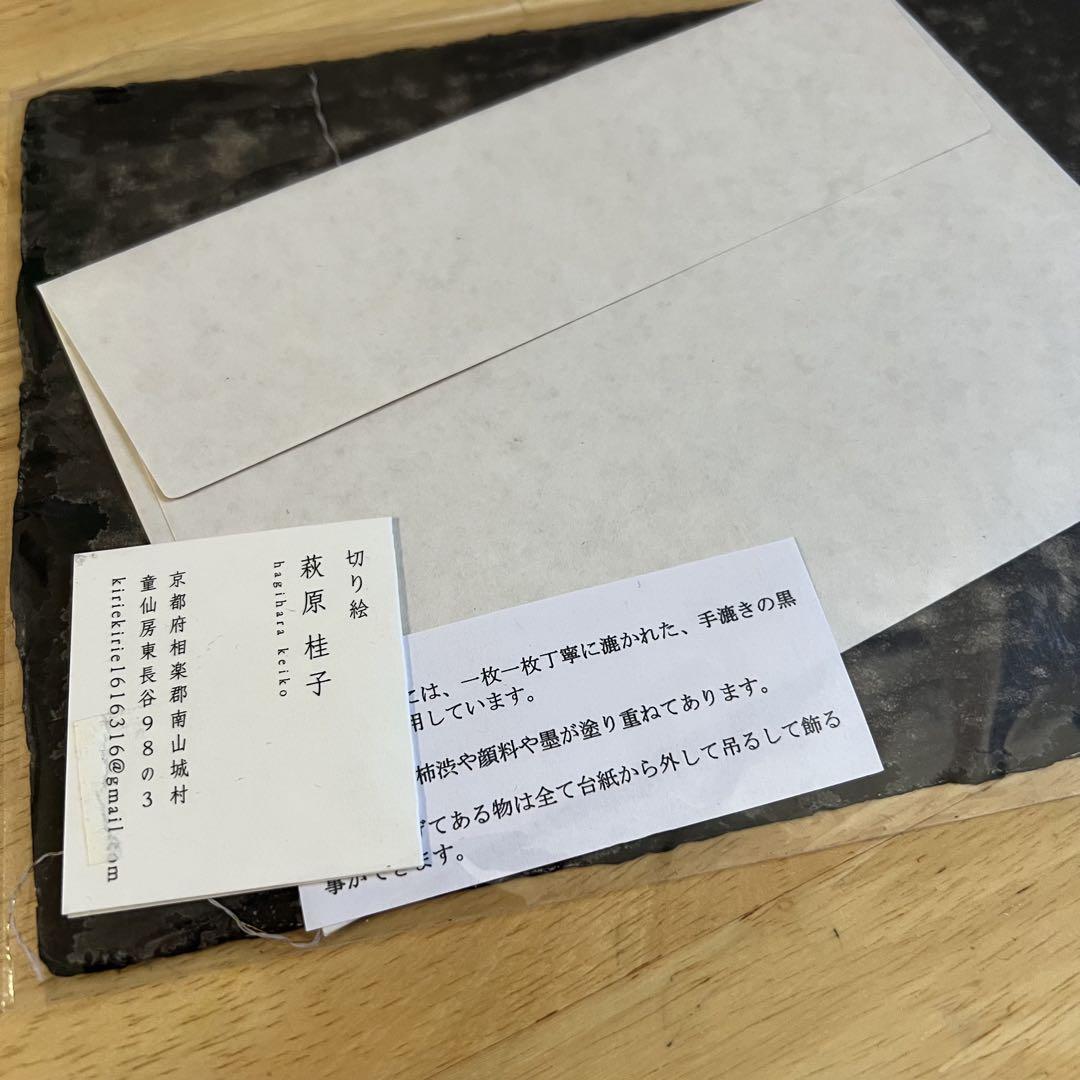 切り絵
萩原 桂子
hagihara keiko
京都府相楽郡南山城村
童仙房東長谷98の3
kiriekirie1616316@gmail.com
には、一枚一枚丁寧に漉かれた、手漉きの黒
用しています。
柿渋や顔料や墨が塗り重ねてあります。
てある物は全て台紙から外して吊るして飾る
事ができます。